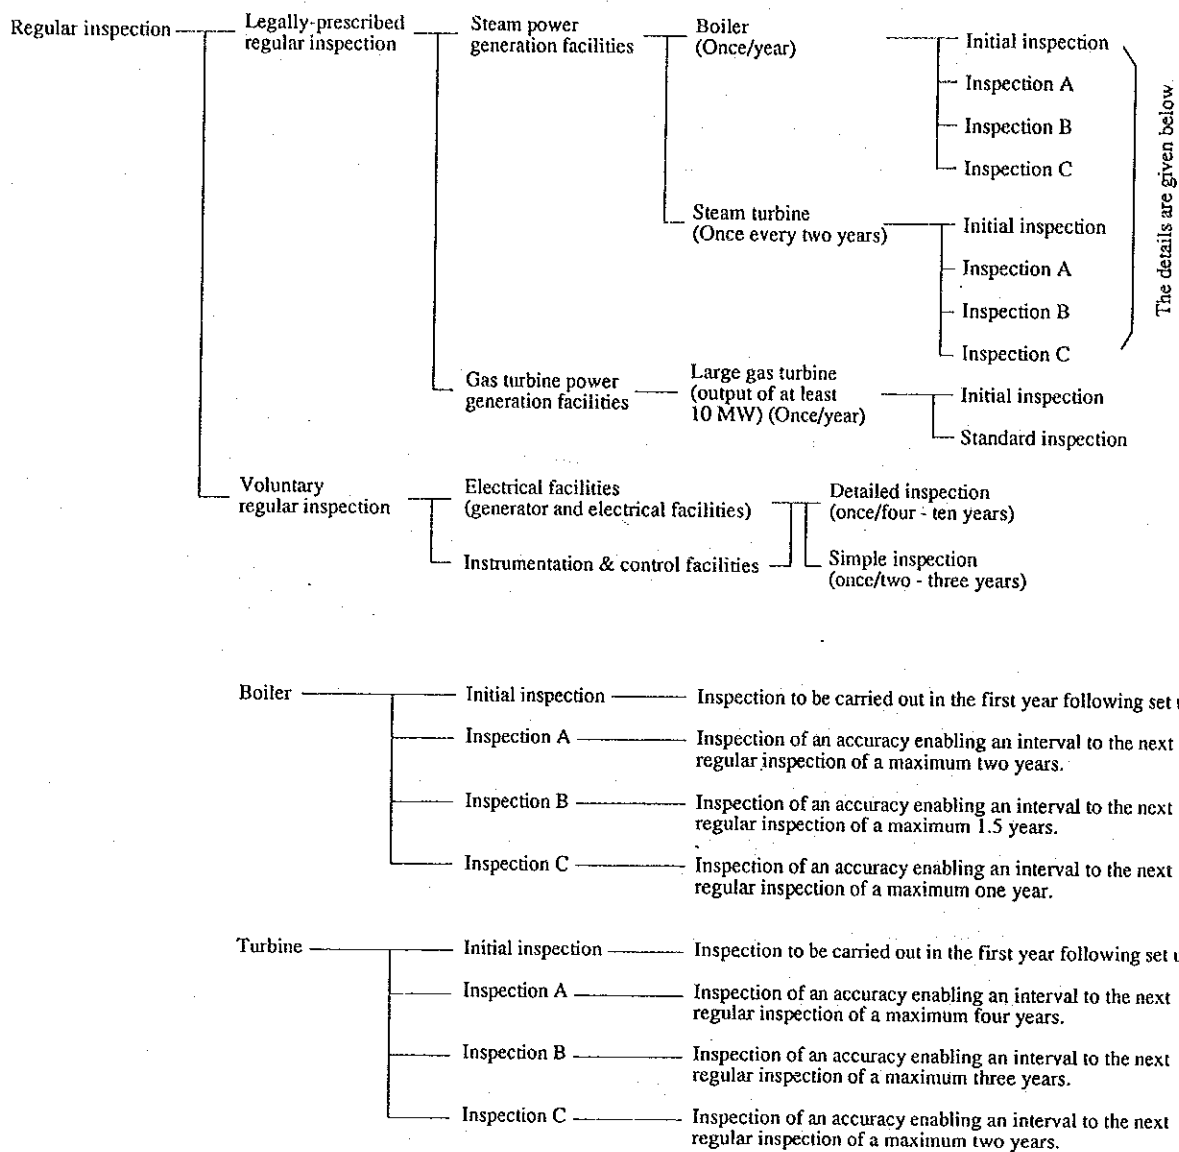 Regular inspection
Legally-prescribed
regular inspection
Steam power
generation facilities
Boiler
(Once/year)
Initial inspection
Inspection A
Inspection B
Inspection C
Steam turbine
(Once every two years)
Initial inspection
Inspection A
Inspection B
Inspection C
The details are given below
Gas turbine power
generation facilities
Large gas turbine
(output of at least
10 MW) (Once/year)
Initial inspection
Standard inspection
Voluntary
regular inspection
Electrical facilities
(generator and electrical facilities)
Instrumentation & control facilities
Detailed inspection
(once/four - ten years)
Simple inspection
(once/two - three years)
Boiler
Initial inspection
Inspection to be carried out in the first year following set
Inspection A
Inspection of an accuracy enabling an interval to the next
regular inspection of a maximum two years.
Inspection B
Inspection of an accuracy enabling an interval to the next
regular inspection of a maximum 1.5 years.
Inspection C
Inspection of an accuracy enabling an interval to the next
regular inspection of a maximum one year.
Turbine
Initial inspection
Inspection to be carried out in the first year following set
Inspection A
Inspection of an accuracy enabling an interval to the next
regular inspection of a maximum four years.
Inspection B
Inspection of an accuracy enabling an interval to the next
regular inspection of a maximum three years.
Inspection C
Inspection of an accuracy enabling an interval to the next
regular inspection of a maximum two years.